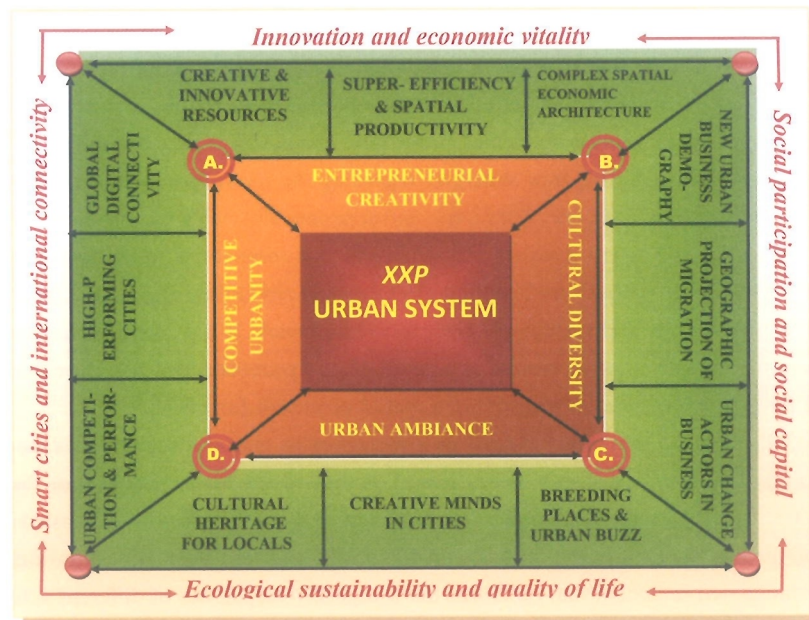 Innovation and economic vitality
CREATIVE &
INNOVATIVE
RESOURCES
SUPER- EFFICIENCY
& SPATIAL
PRODUCTIVITY
COMPLEX SPATIAL
ECONOMIC
ARCHITECTURE
Smart cities and international connectivity
GLOBAL
DIGITAL
CONNECTI
VITY
HIGH-P
ERFORMING
CITIES
URBAN COMPETI-
TION & PERFOR-
MANCE
A.
B.
ENTREPRENEURIAL
CREATIVITY
COMPETITIVE
URBANITY
XXP
URBAN SYSTEM
CULTURAL DIVERSITY
URBAN AMBIANCE
D.
C.
NEW URBAN
BUSINESS
DEMO-
GRAPHY
GEOGRAPHIC
PROJECTION OF
MIGRATION
URBAN CHANGE
ACTORS IN
BUSINESS
Social participation and social capital
CULTURAL
HERITAGE
FOR LOCALS
CREATIVE MINDS
IN CITIES
BREEDING
PLACES &
URBAN BUZZ
Ecological sustainability and quality of life